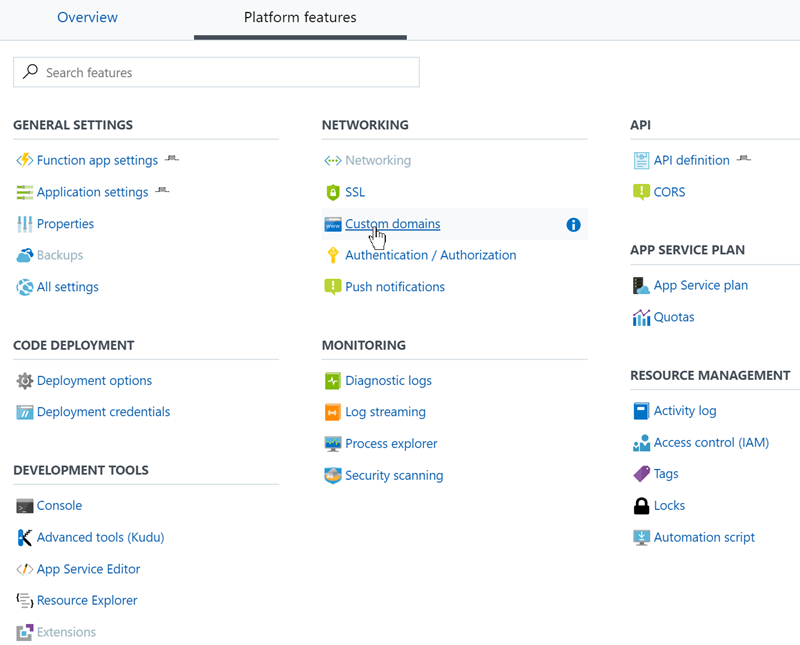 Overview
Platform features
Search features
GENERAL SETTINGS
Function app settings
Application settings
Properties
Backups
All settings
CODE DEPLOYMENT
Deployment options
Deployment credentials
DEVELOPMENT TOOLS
Console
Advanced tools (Kudu)
App Service Editor
Resource Explorer
Extensions
NETWORKING
Networking
SSL
www
Custom domains
Authentication / Authorization
Push notifications
MONITORING
Diagnostic logs
Log streaming
Process explorer
Security scanning
API
API definition
CORS
APP SERVICE PLAN
App Service plan
Quotas
RESOURCE MANAGEMENT
Activity log
Access control (IAM)
Tags
Locks
Automation script